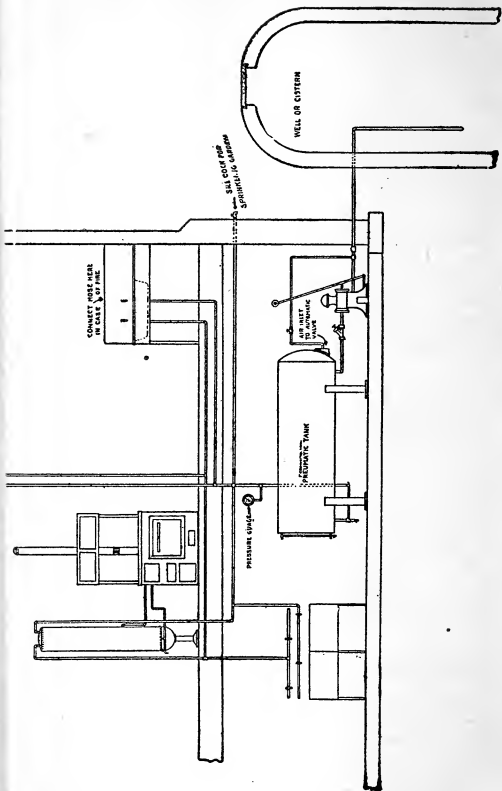 WELL OR CISTERN
SILL COCK FOR
SPRINKLING GARDEN
CONNECT HOSE HERE
IN CASE OF FIRE
AIR INLET
TO AUTOMATIC
VALVE
PNEUMATIC TANK
PRESSURE GUAGE